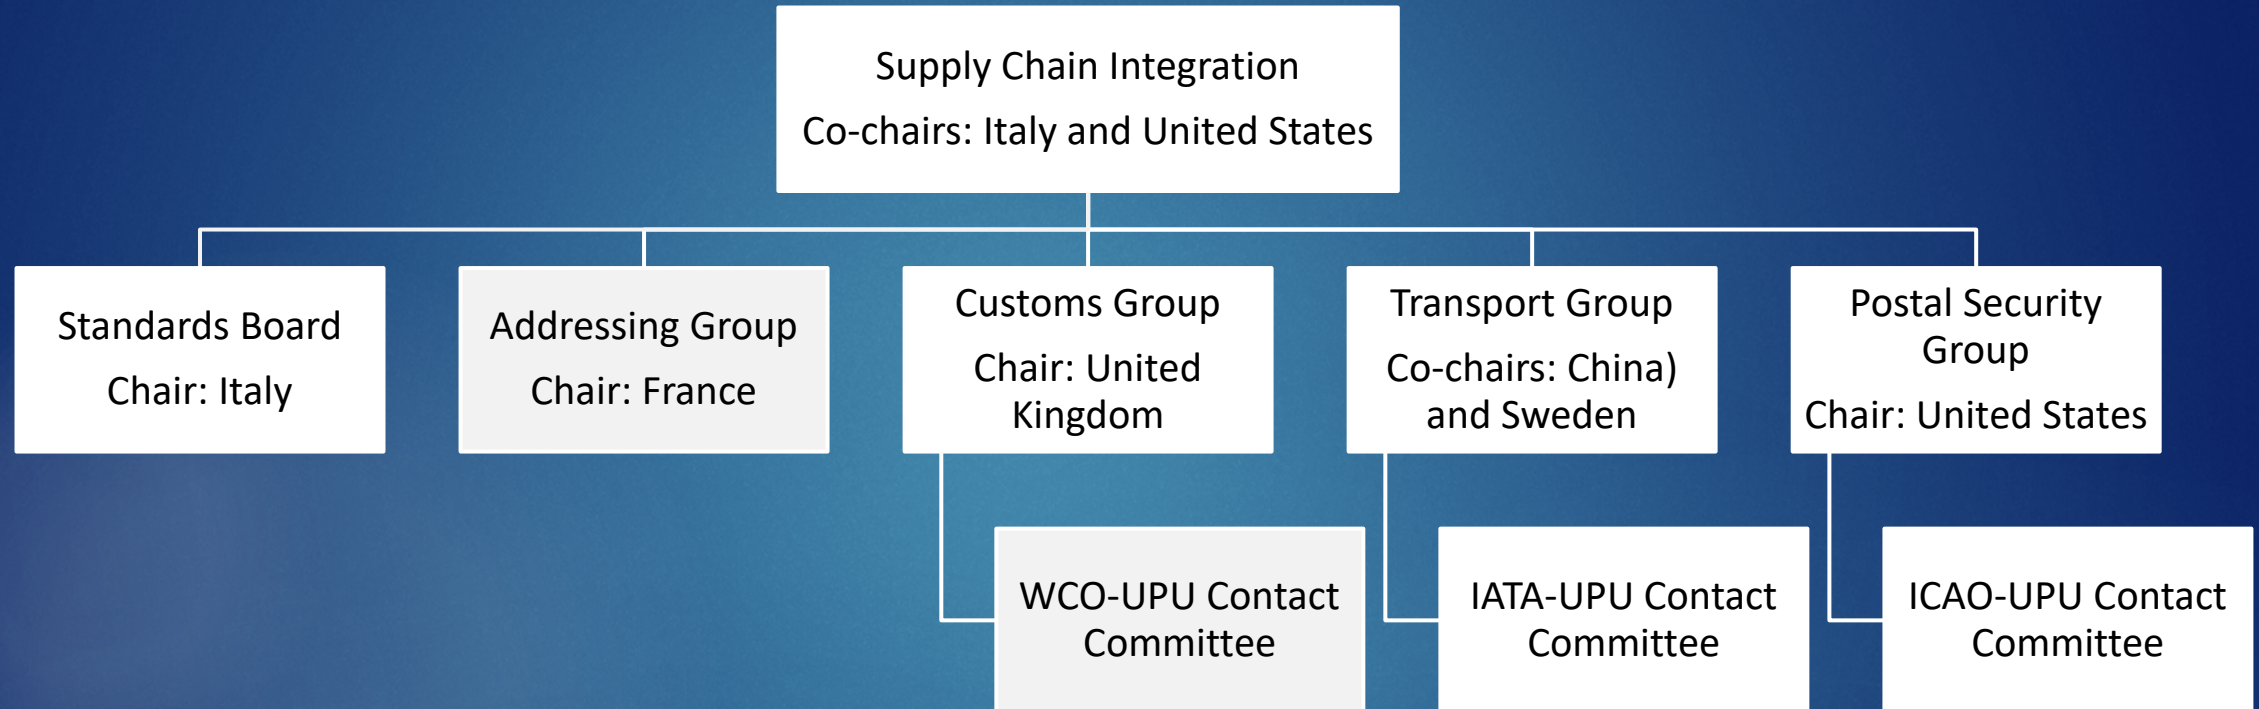 Supply Chain Integration
Co-chairs: Italy and United States
Standards Board
Chair: Italy
Addressing Group
Chair: France
Customs Group
Chair: United
Kingdom
Transport Group
Co-chairs: China)
and Sweden
Postal Security
Group
Chair: United States
WCO-UPU Contact
Committee
IATA-UPU Contact
Committee
ICAO-UPU Contact
Committee